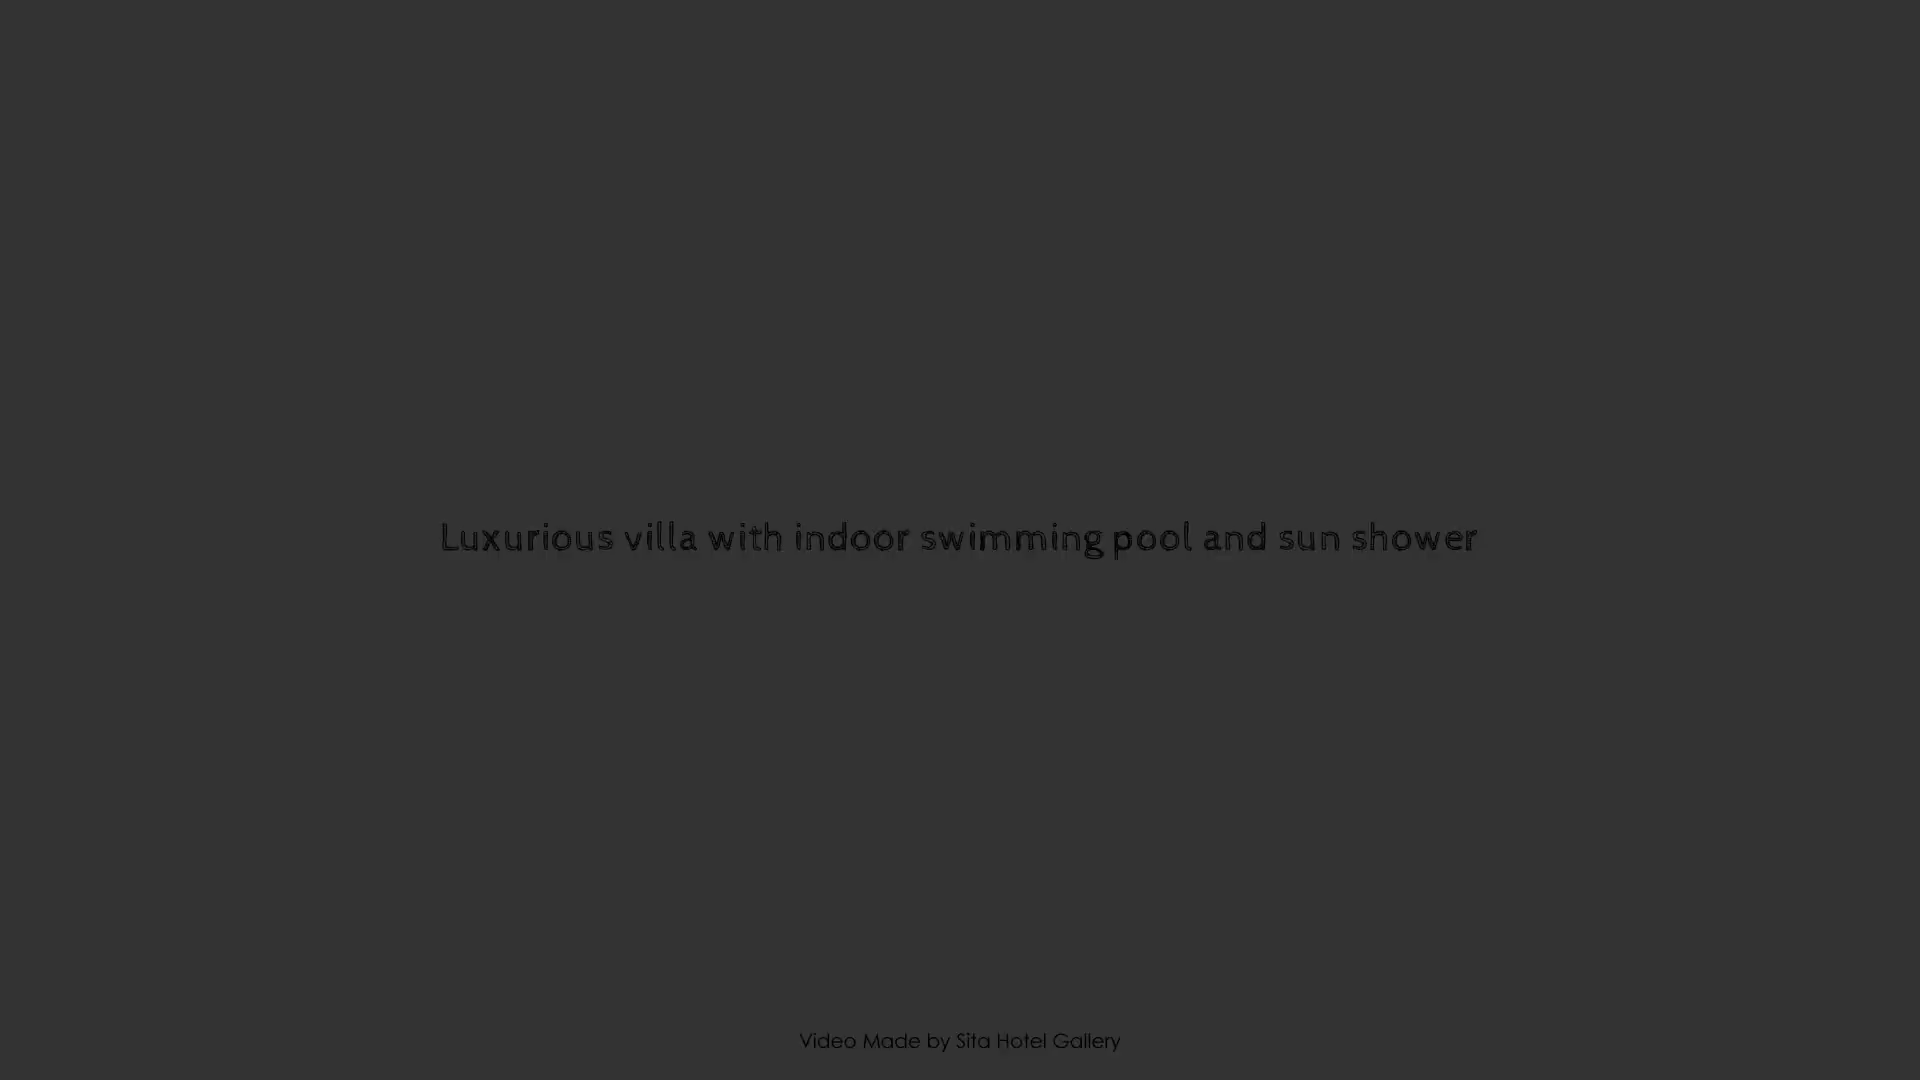 Luxurious villa with indoor swimming pool and sun shower
Video Made by Sita Hotel Gallery